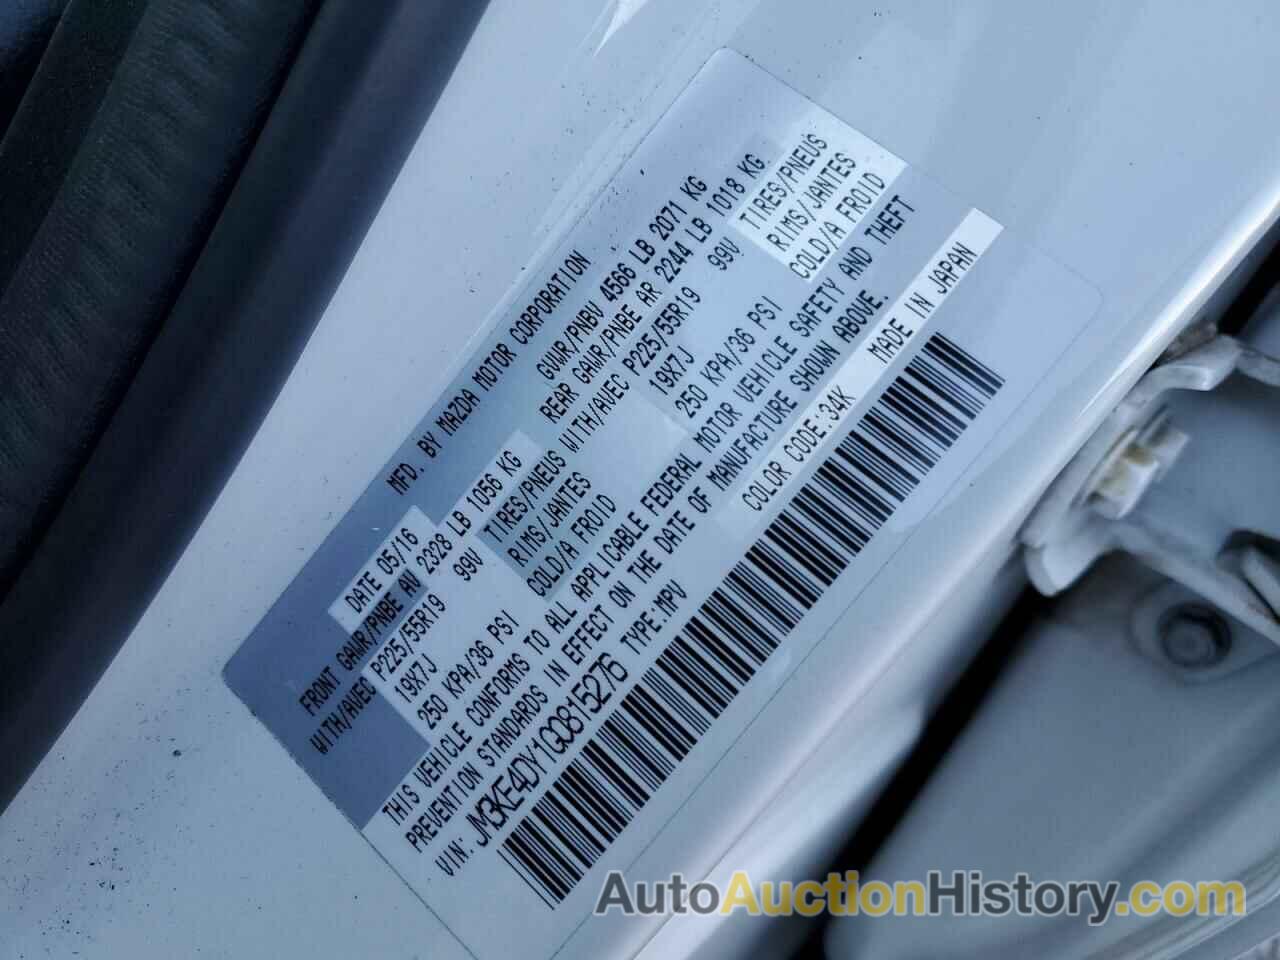 MFD. BY MAZDA MOTOR CORPORATION
DATE 05/16 GVWR/PNBV 4566 LB 2071 KG
FRONT GAWR/PNBE AV 2328 LB 1056 KG REAR GAWR/PNBE AR 2244 LB 1018 KG
WITH/AVEC P225/55R19 99V TIRES/PNEUS WITH/AVEC P225/55R19 99V TIRES/PNEUS
19X7J RIMS/JANTES 19X7J RIMS/JANTES
250 KPA/36 PSI COLD/A FROID 250 KPA/36 PSI COLD/A FROID
THIS VEHICLE CONFORMS TO ALL APPLICABLE FEDERAL MOTOR VEHICLE SAFETY AND THEFT
PREVENTION STANDARDS IN EFFECT ON THE DATE OF MANUFACTURE SHOWN ABOVE.
VIN: JM3KE4DY1G0815276 TYPE:MPV COLOR CODE:34K MADE IN JAPAN
AutoAuctionHistory.com